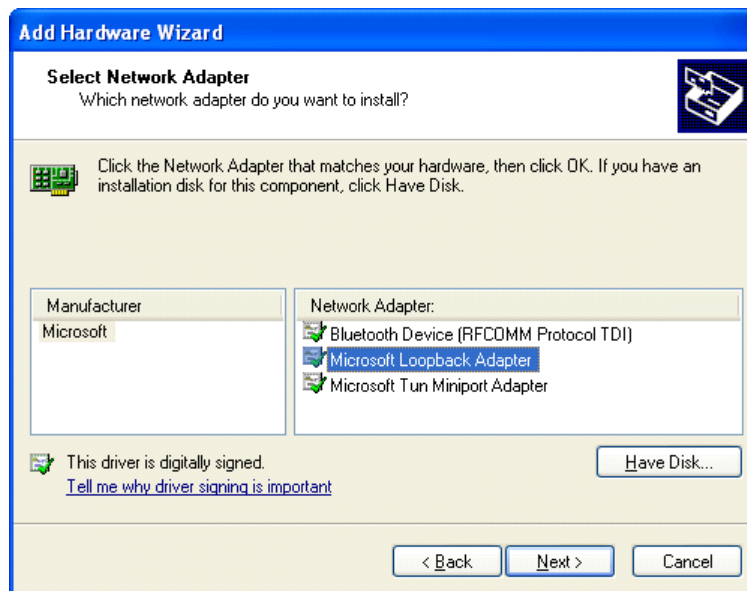 Add Hardware Wizard
Select Network Adapter
Which network adapter do you want to install?
Click the Network Adapter that matches your hardware, then click OK. If you have an
installation disk for this component, click Have Disk.
Manufacturer
Microsoft
Network Adapter:
Bluetooth Device (RFCOMM Protocol TDI)
Microsoft Loopback Adapter
Microsoft Tun Miniport Adapter
This driver is digitally signed.
Tell me why driver signing is important
Have Disk...
< Back
Next >
Cancel